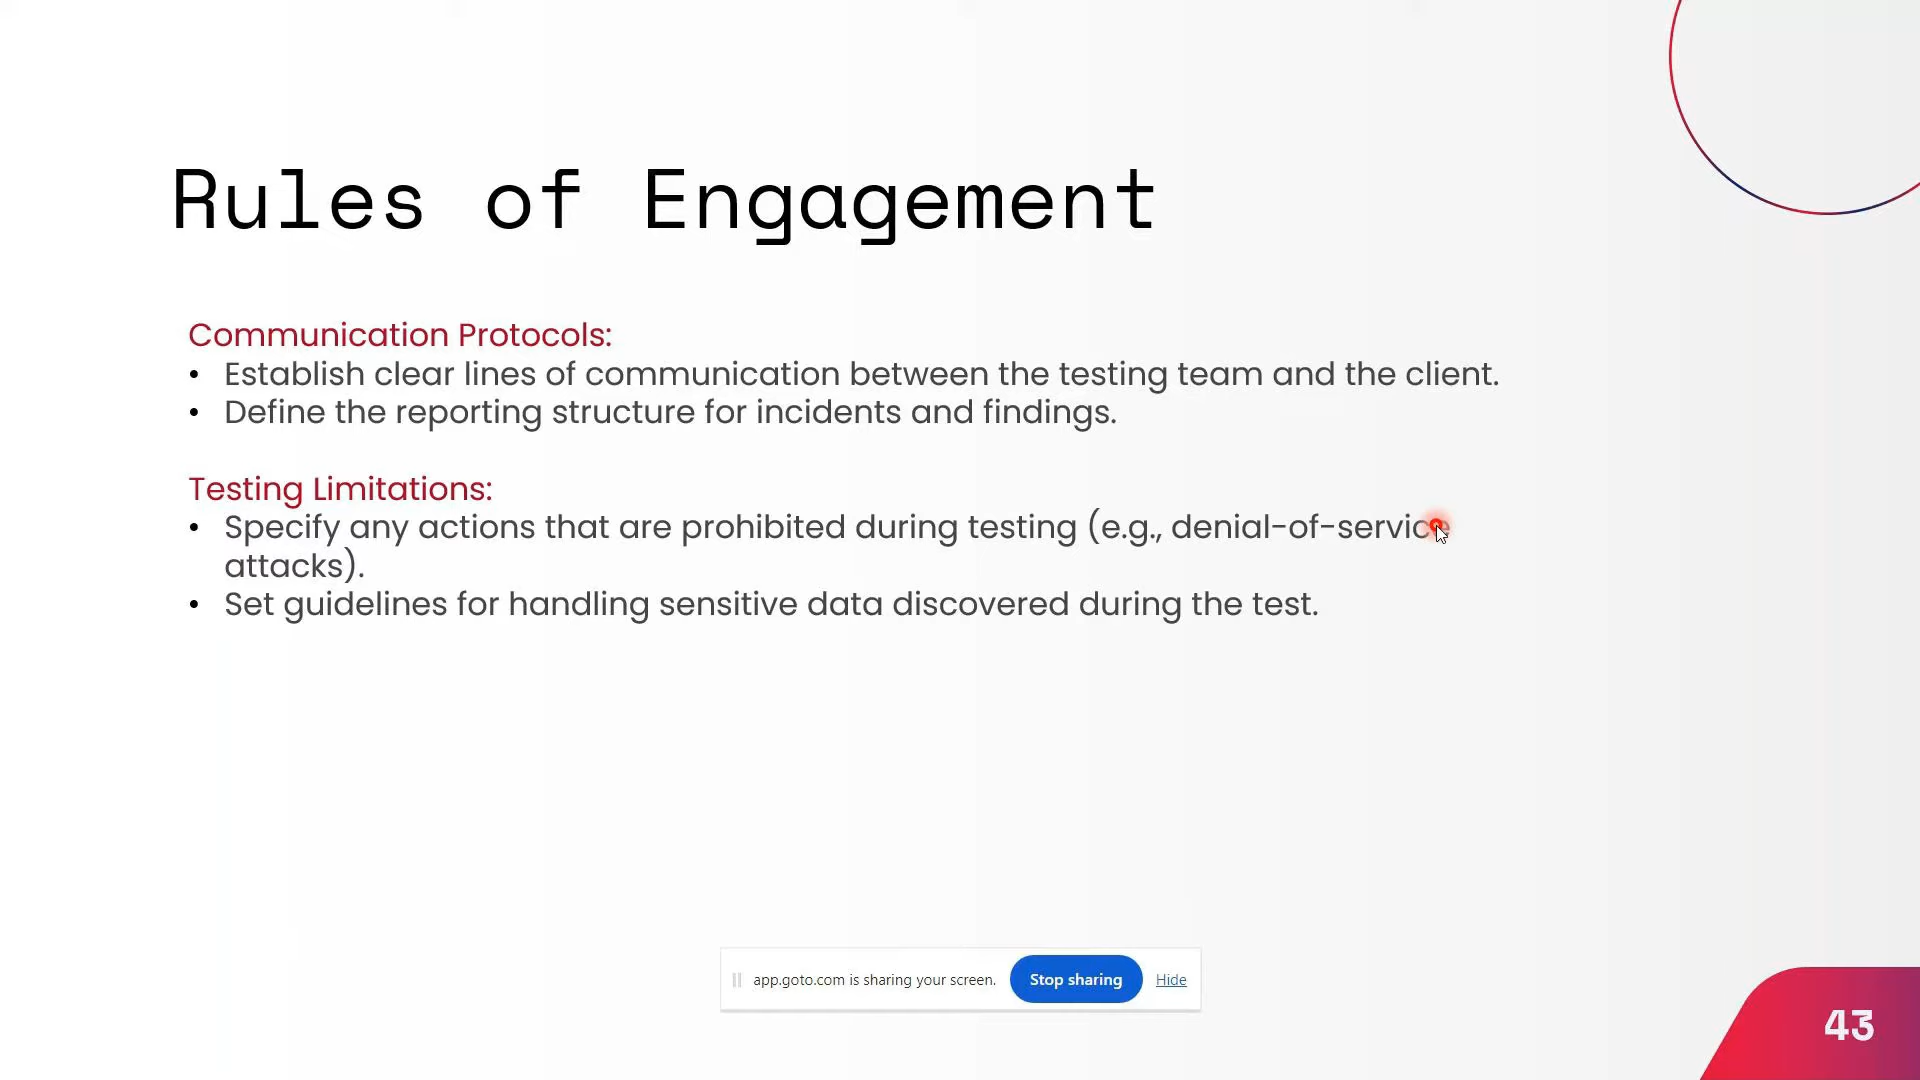 Rules of Engagement
Communication Protocols:
• Establish clear lines of communication between the testing team and the client.
• Define the reporting structure for incidents and findings.
Testing Limitations:
• Specify any actions that are prohibited during testing (e.g., denial-of-service
attacks).
• Set guidelines for handling sensitive data discovered during the test.
app.goto.com is sharing your screen. Stop sharing Hide
43